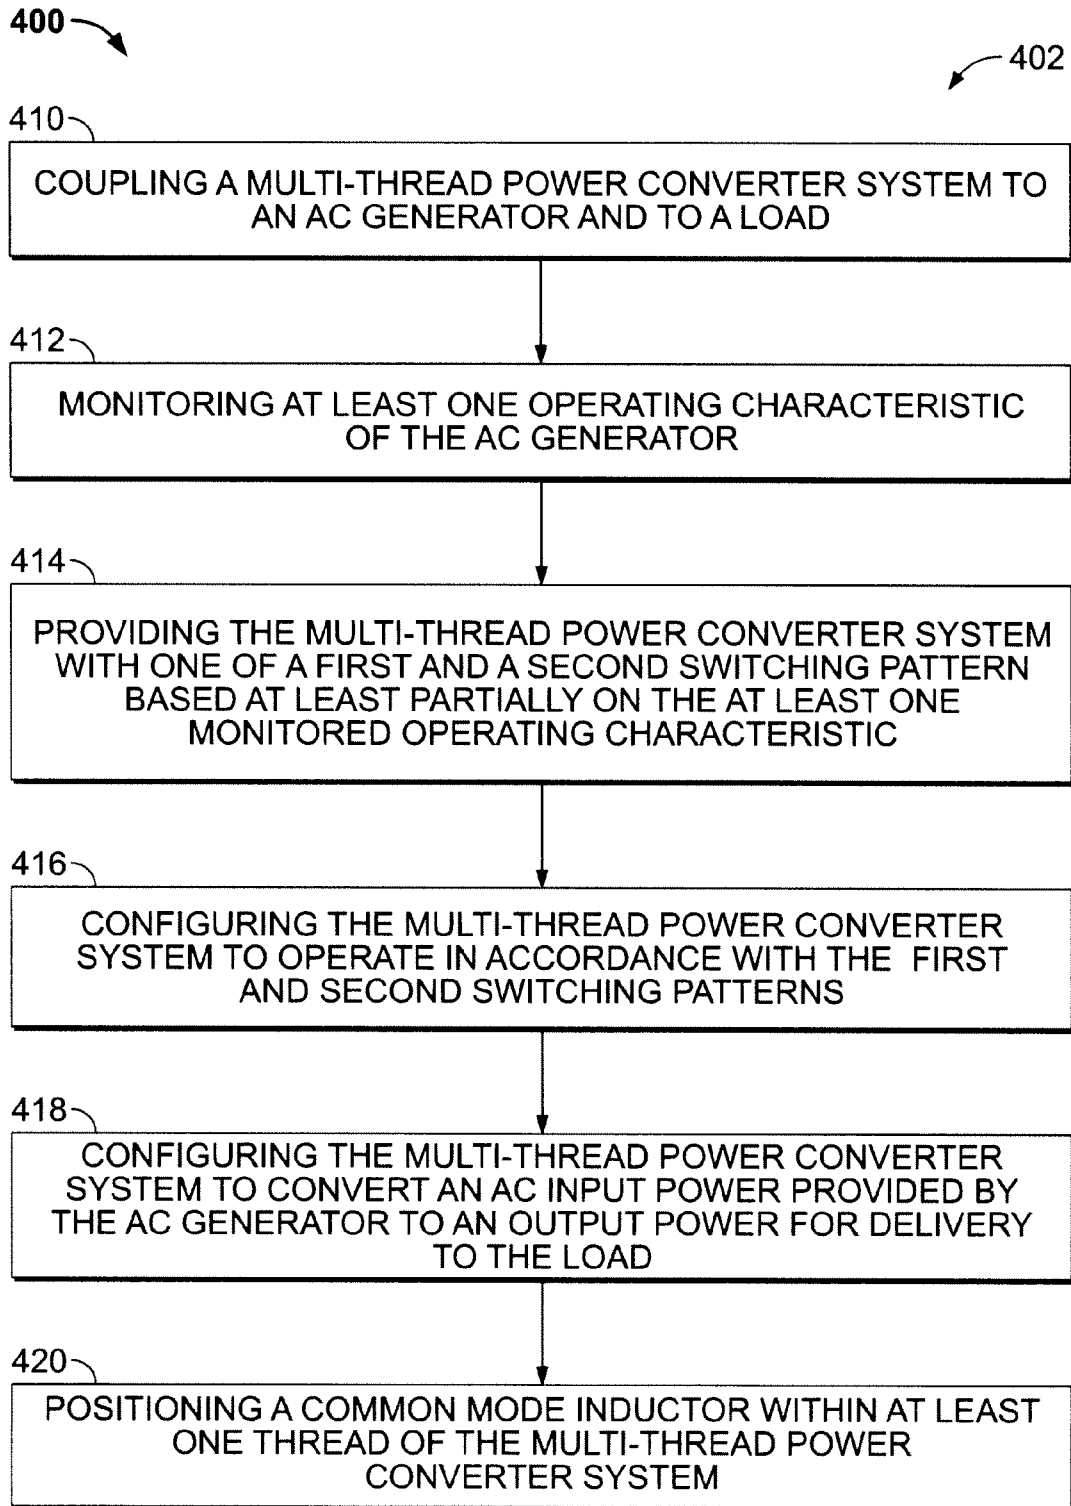 400
402
410
COUPLING A MULTI-THREAD POWER CONVERTER SYSTEM TO
AN AC GENERATOR AND TO A LOAD
412
MONITORING AT LEAST ONE OPERATING CHARACTERISTIC
OF THE AC GENERATOR
414
PROVIDING THE MULTI-THREAD POWER CONVERTER SYSTEM
WITH ONE OF A FIRST AND A SECOND SWITCHING PATTERN
BASED AT LEAST PARTIALLY ON THE AT LEAST ONE
MONITORED OPERATING CHARACTERISTIC
416
CONFIGURING THE MULTI-THREAD POWER CONVERTER
SYSTEM TO OPERATE IN ACCORDANCE WITH THE FIRST
AND SECOND SWITCHING PATTERNS
418
CONFIGURING THE MULTI-THREAD POWER CONVERTER
SYSTEM TO CONVERT AN AC INPUT POWER PROVIDED BY
THE AC GENERATOR TO AN OUTPUT POWER FOR DELIVERY
TO THE LOAD
420
POSITIONING A COMMON MODE INDUCTOR WITHIN AT LEAST
ONE THREAD OF THE MULTI-THREAD POWER
CONVERTER SYSTEM